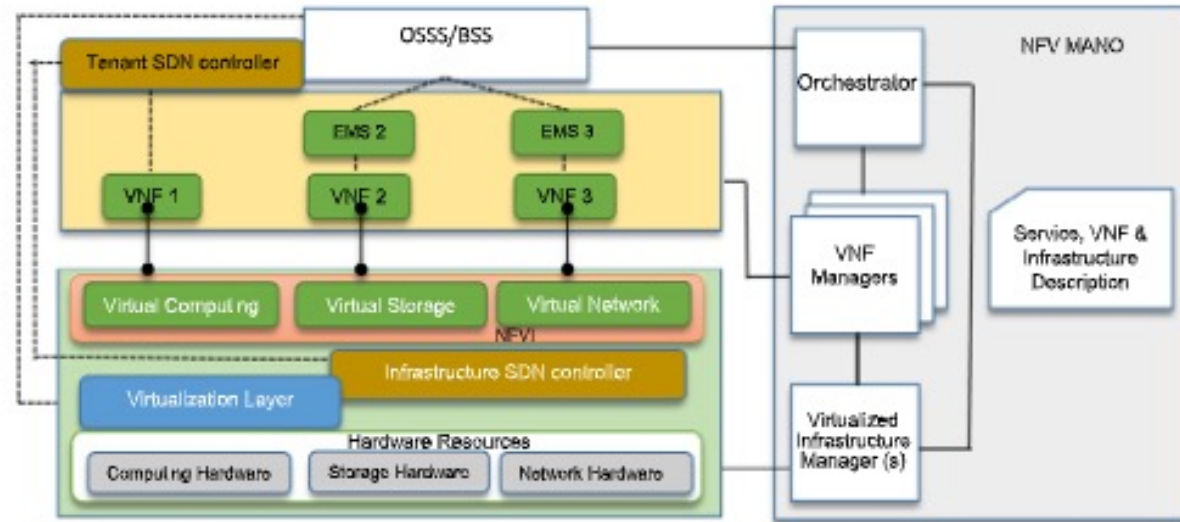 OSSS/BSS
NFV MANO
Tenant SDN controller
Orchestrator
EMS 2
EMS 3
VNF 1
VNF 2
VNF 3
VNF
Managers
Service, VNF &
Infrastructure
Description
Virtual Computing
Virtual Storage
Virtual Network
NFVI
Infrastructure SDN controller
Virtualization Layer
Virtualized
Infrastructure
Manager (s)
Hardware Resources
Computing Hardware
Storage Hardware
Network Hardware